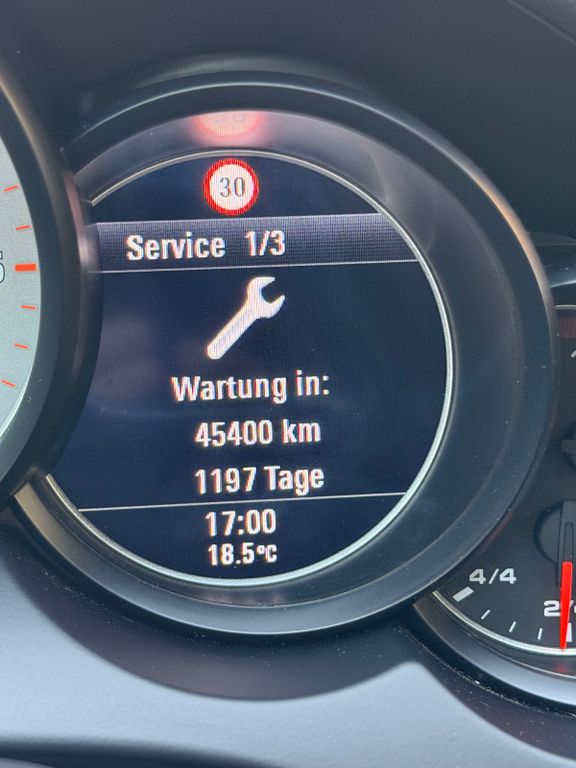 30
Service 1/3
Wartung in:
45400 km
1197 Tage
17:00
18.5°C
4/4